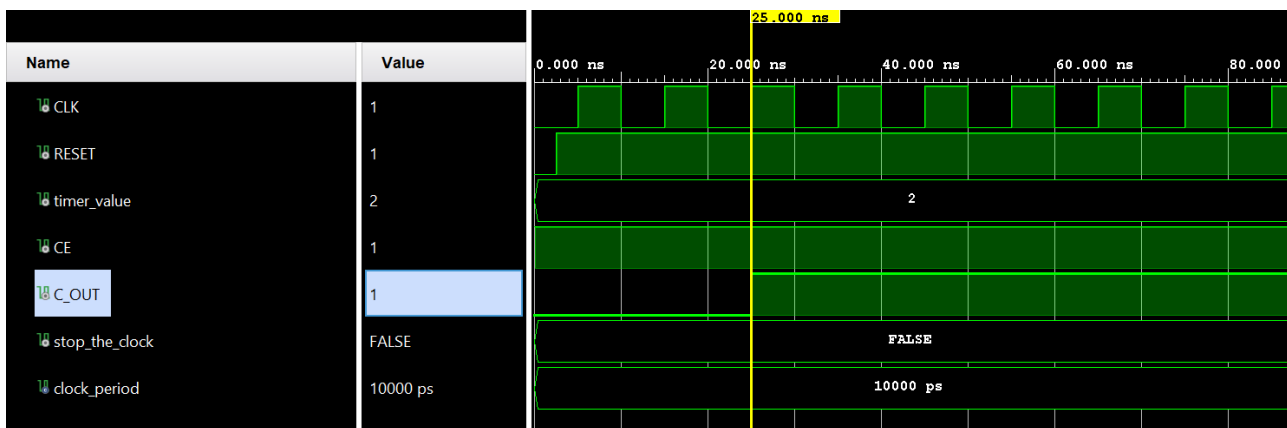 25.000 ns
Name Value 0.000 ns 20.000 ns 40.000 ns 60.000 ns 80.000
CLK 1
RESET 1
timer_value 2 2
CE 1
C_OUT 1
stop_the_clock FALSE FALSE
clock_period 10000 ps 10000 ps